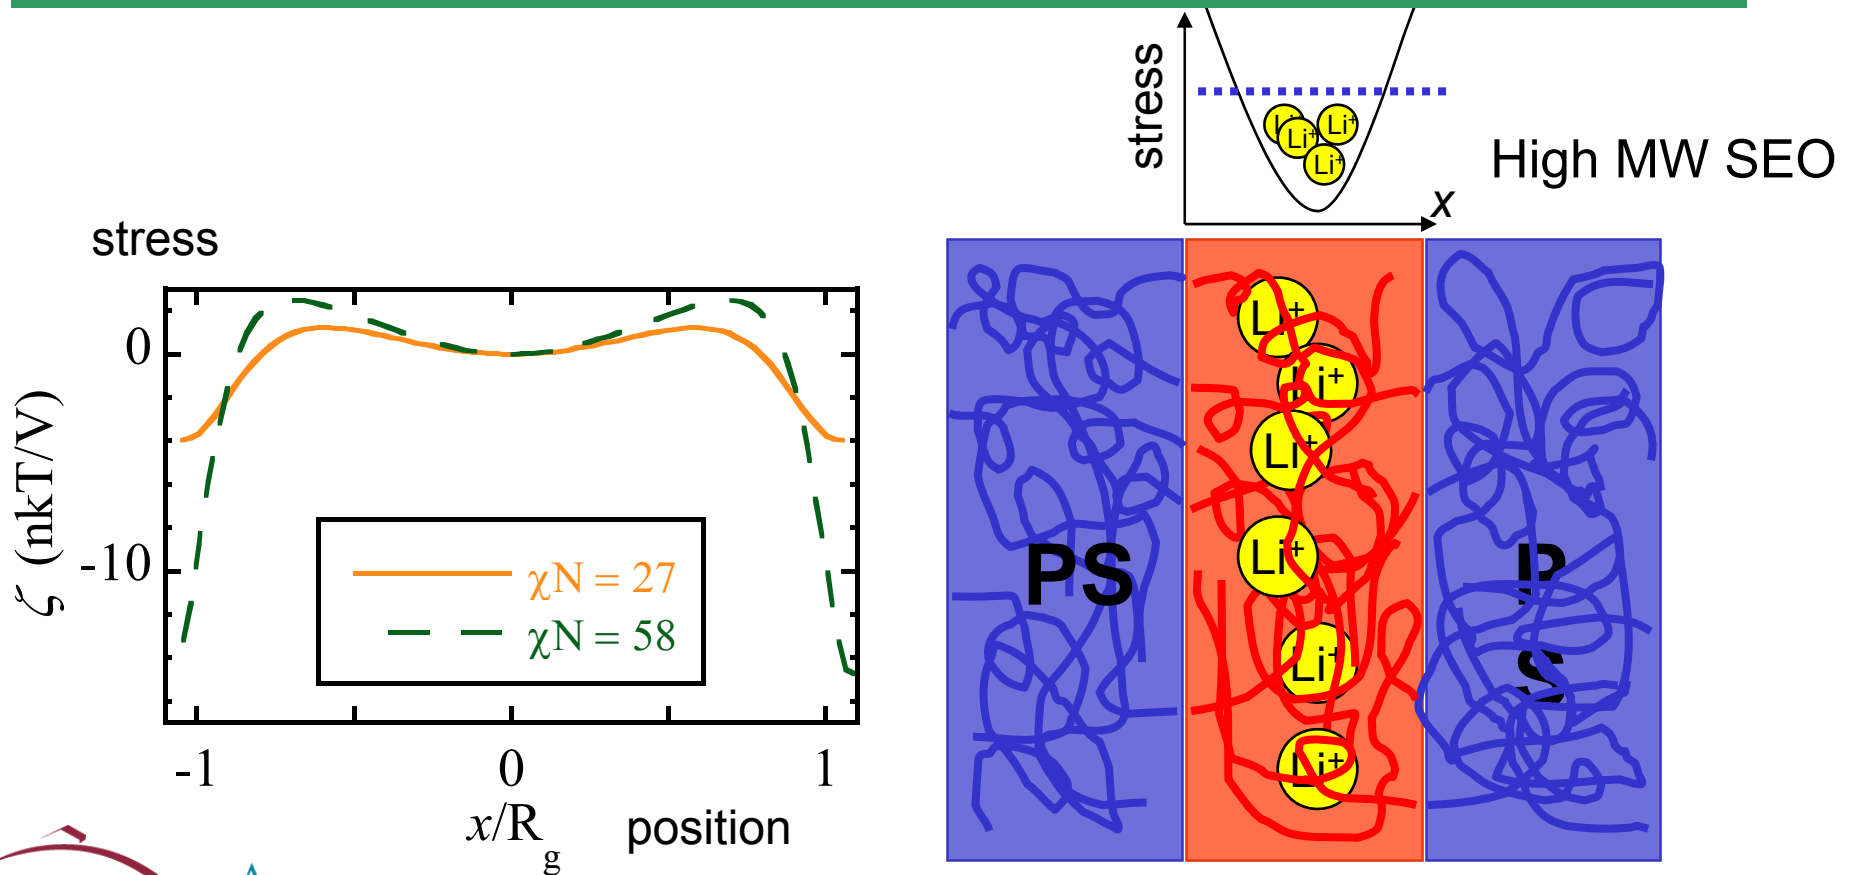 stress
x
High MW SEO
Li+
Li+
Li+
Li+
stress
0
-10
ζ (nkT/V)
χN = 27
χN = 58
-1
0
1
x/Rg
position
Li+
Li+
Li+
Li+
Li+
Li+
PS
P
S